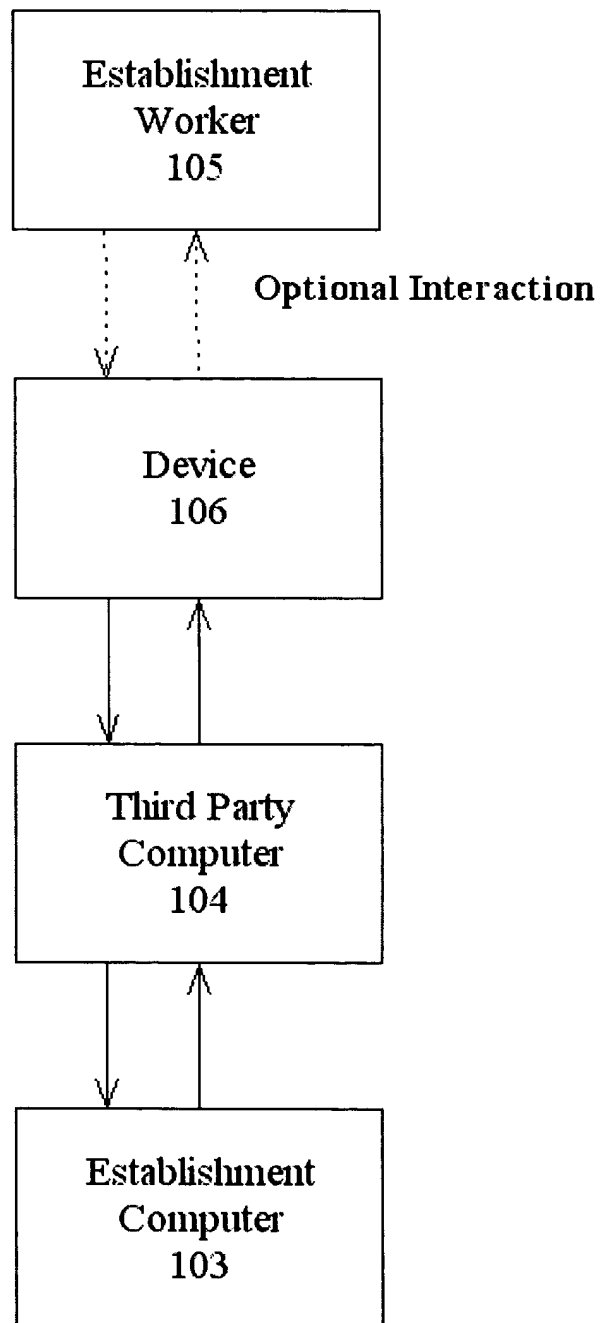 Establishment
Worker
105
Optional Interaction
Device
106
Third Party
Computer
104
Establishment
Computer
103